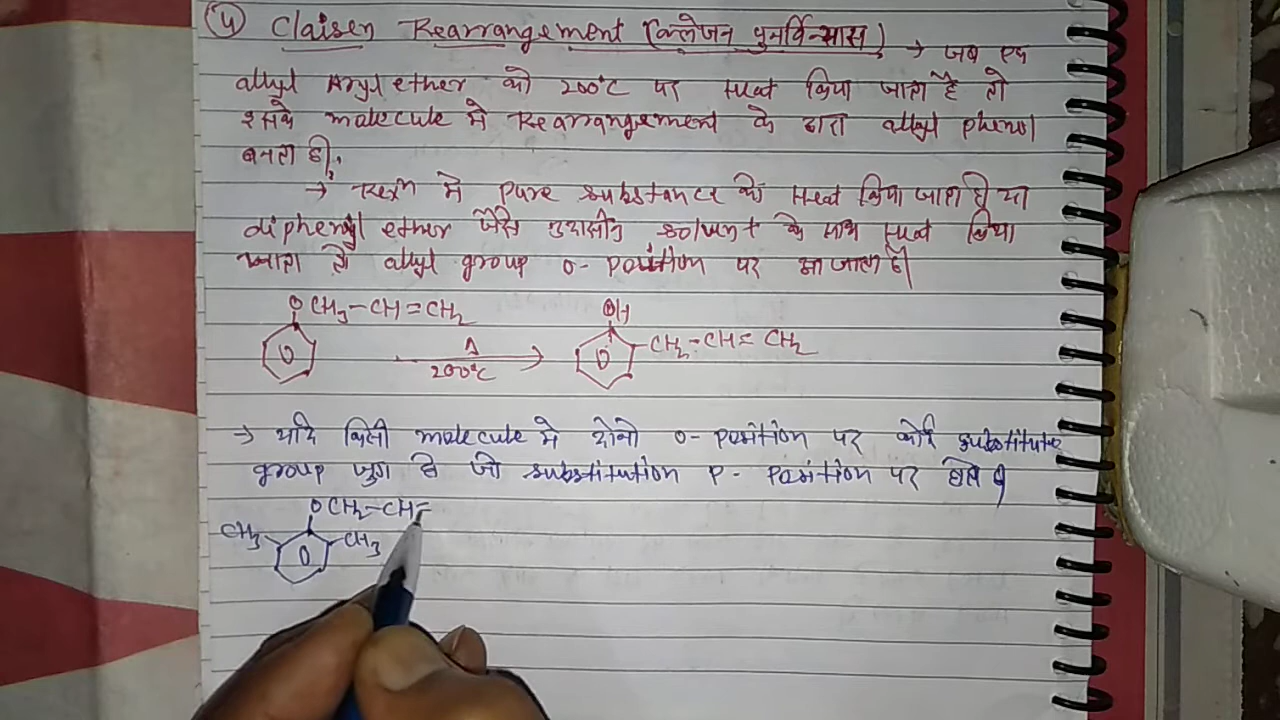 ④ Claisen Rearrangement (क्लेजन पुनर्विन्यास) → जब एक
allyl Aryl ether को 200°C पर Heat किया जाता है तो
इसके molecule मे Rearrangement के द्वारा allyl phenol
बनता है।
→ Rexn मे pure substance को Heat किया जाता है या
diphenyl ether जैसे उदासीन solvent के साथ Heat किया
जाता तो allyl group o- position पर आ जाता है।
OCH3-CH=CH2
OH
CH2-CH=CH2
Δ
200°C
→ यदि किसी molecule मे दोनो o- position पर कोई substitute
group जुड़ा है जो substitution P- position पर होता है
OCH2-CH=
CH3 CH3